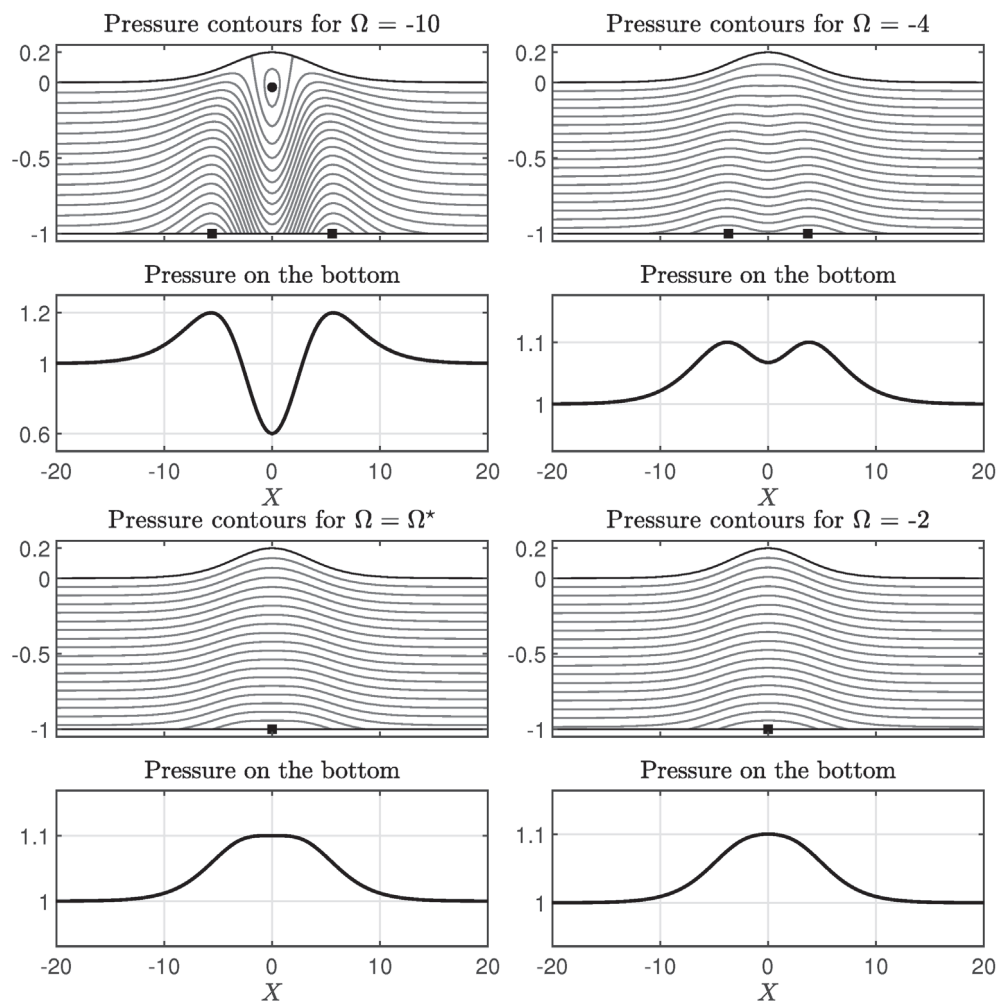 Pressure contours for Ω = -10
0.2
0
-0.5
-1
Pressure on the bottom
1.2
1
0.6
-20 -10 0 10 20
X
Pressure contours for Ω = -4
0.2
0
-0.5
-1
Pressure on the bottom
1.1
1
-20 -10 0 10 20
X
Pressure contours for Ω = Ω*
0.2
0
-0.5
-1
Pressure on the bottom
1.1
1
-20 -10 0 10 20
X
Pressure contours for Ω = -2
0.2
0
-0.5
-1
Pressure on the bottom
1.1
1
-20 -10 0 10 20
X